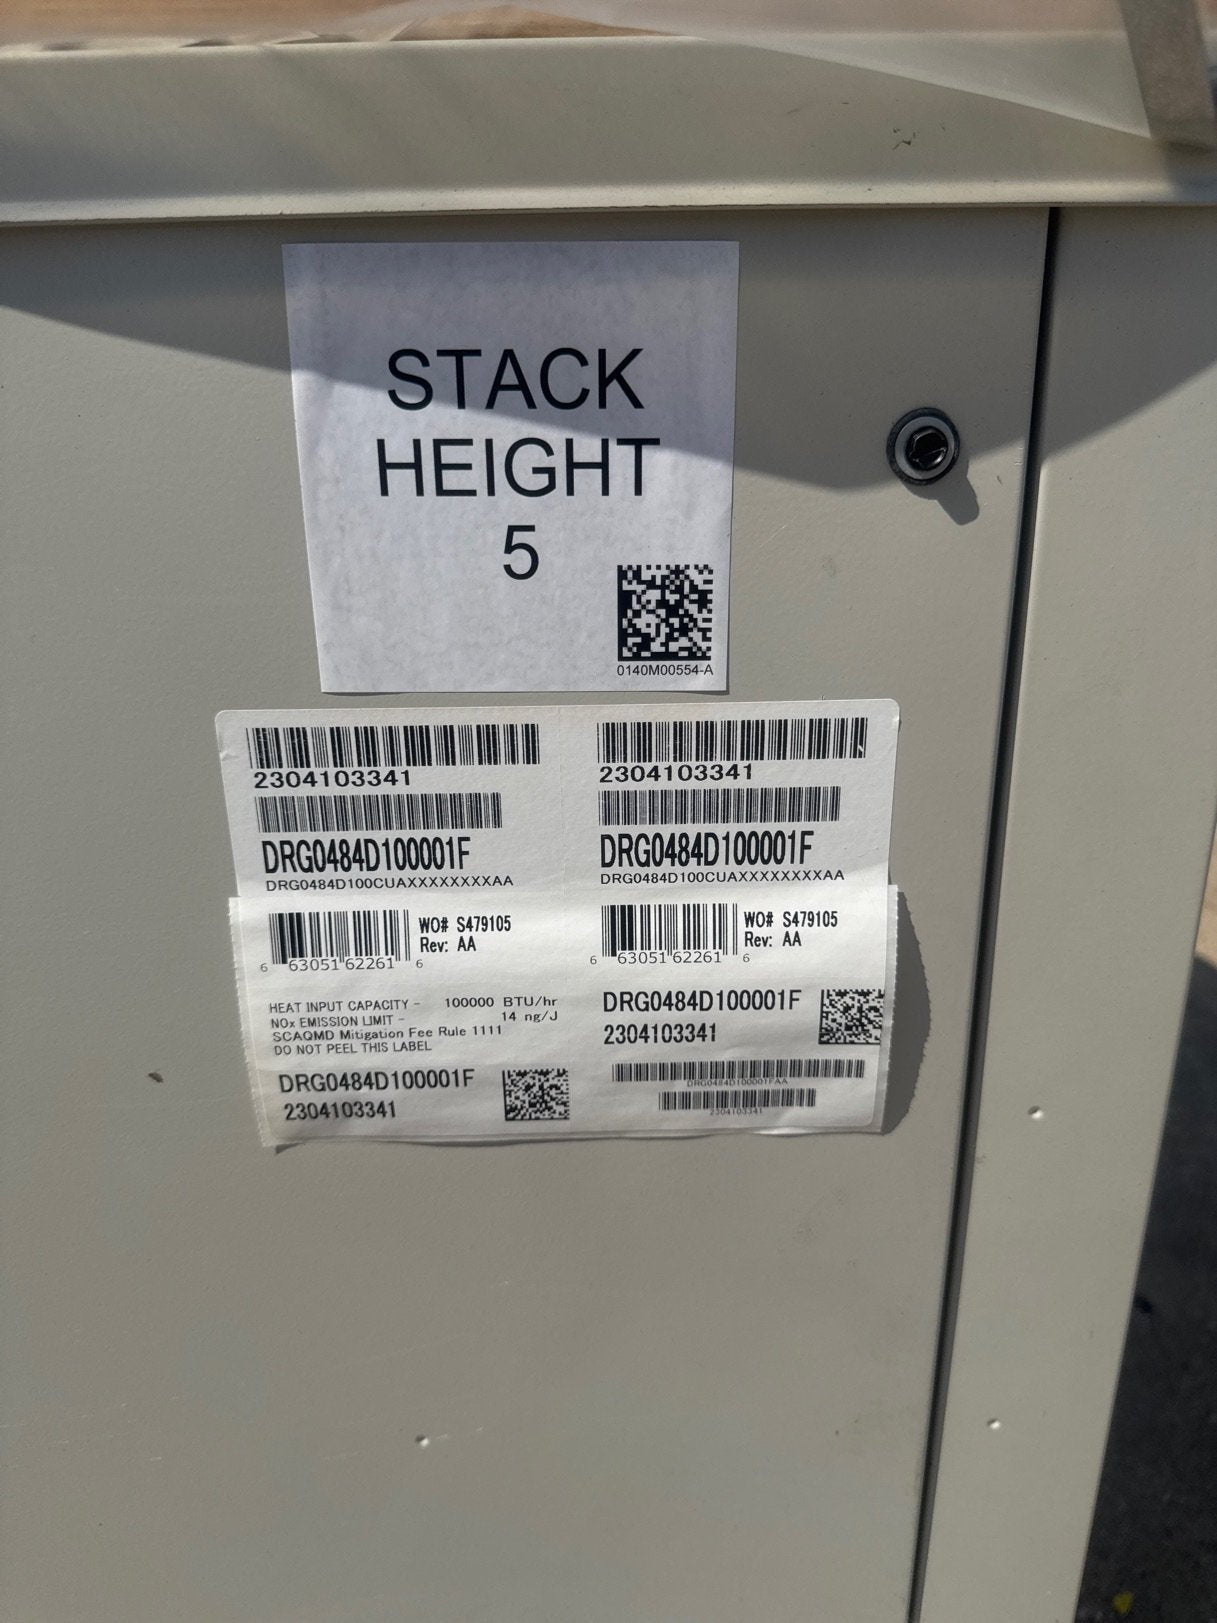 STACK
HEIGHT
5
0140M00554-A
2304103341
DRG0484D100001F
DRG0484D100CUAXXXXXXXXAA
WO# S479105
Rev: AA
6 63051 62261 6
HEAT INPUT CAPACITY - 100000 BTU/hr
NOx EMISSION LIMIT - 14 ng/J
SCAQMD Mitigation Fee Rule 1111
DO NOT PEEL THIS LABEL
DRG0484D100001F
2304103341
2304103341
DRG0484D100001F
DRG0484D100CUAXXXXXXXXAA
WO# S479105
Rev: AA
6 63051 62261 6
DRG0484D100001F
2304103341
DRG0484D100001FAA
2304103341